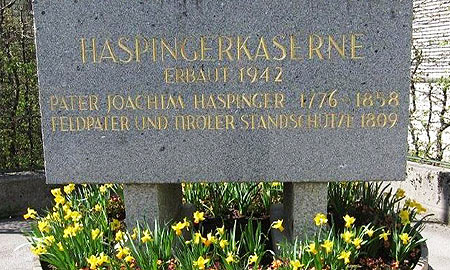 HASPINGERKASERNE
ERBAUT 1942
PATER JOACHIM HASPINGER 1776 - 1858
FELDPATER UND TIROLER STANDSCHÜTZE 1809